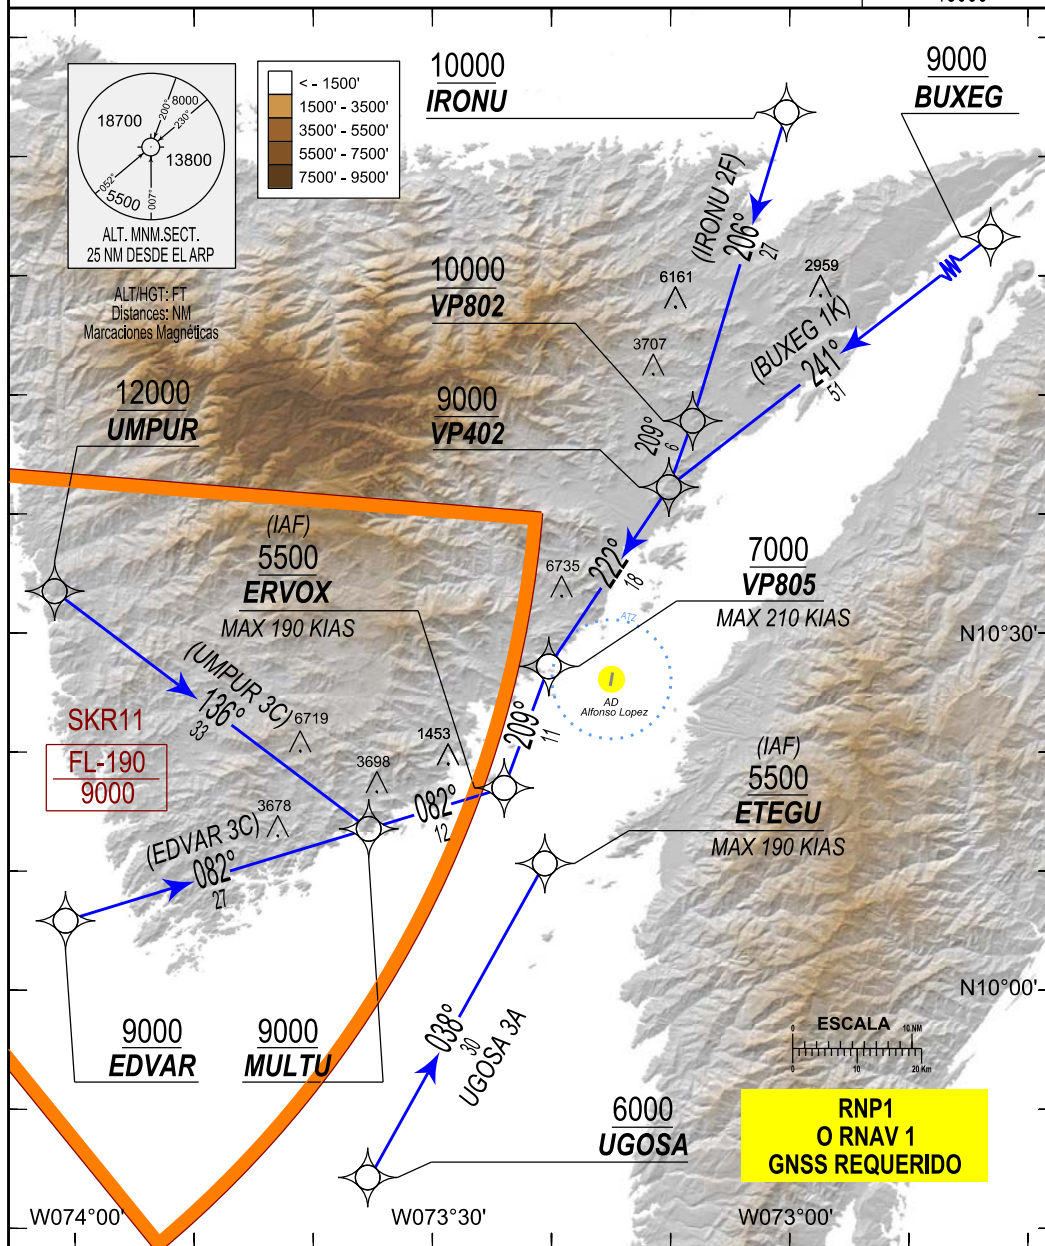 10000
IRONU
9000
BUXEG
18700
200°
8000
230°
13800
052°
5500
007°
ALT. MNM.SECT.
25 NM DESDE EL ARP
< - 1500'
1500' - 3500'
3500' - 5500'
5500' - 7500'
7500' - 9500'
ALT/HGT: FT
Distances: NM
Marcaciones Magnéticas
(IRONU 2F)
206°
27
10000
VP802
6161
2959
3707
(BUXEG 1K)
241°
51
12000
UMPUR
9000
VP402
209°
6
(IAF)
5500
ERVOX
MAX 190 KIAS
6735
222°
18
7000
VP805
MAX 210 KIAS
ATZ
N10°30'
AD
Alfonso Lopez
(UMPUR 3C)
136°
33
SKR11
FL-190
9000
6719
1453
3698
209°
11
(IAF)
5500
ETEGU
MAX 190 KIAS
3678
(EDVAR 3C)
082°
27
082°
12
N10°00'
9000
EDVAR
9000
MULTU
038°
30
UGOSA 3A
ESCALA
0
10 NM
0
10
20 Km
6000
UGOSA
RNP1
O RNAV 1
GNSS REQUERIDO
W074°00'
W073°30'
W073°00'